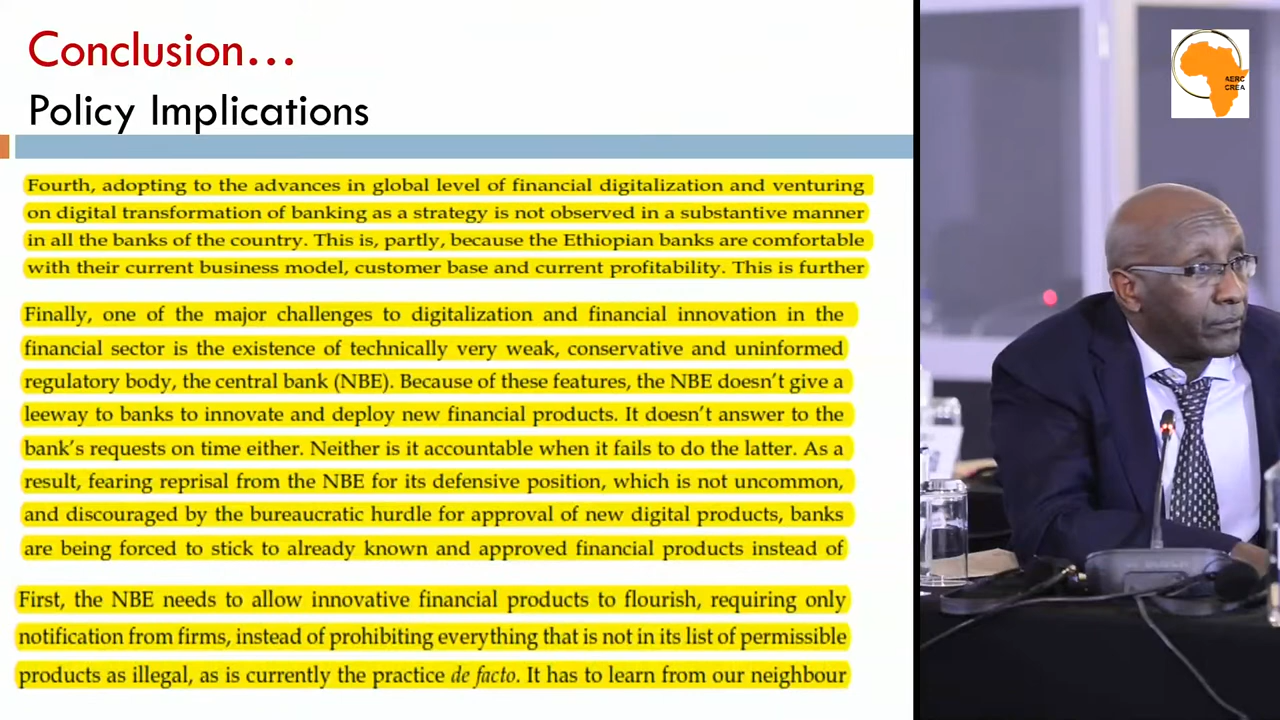 Conclusion…
Policy Implications
Fourth, adopting to the advances in global level of financial digitalization and venturing
on digital transformation of banking as a strategy is not observed in a substantive manner
in all the banks of the country. This is, partly, because the Ethiopian banks are comfortable
with their current business model, customer base and current profitability. This is further
Finally, one of the major challenges to digitalization and financial innovation in the
financial sector is the existence of technically very weak, conservative and uninformed
regulatory body, the central bank (NBE). Because of these features, the NBE doesn't give a
leeway to banks to innovate and deploy new financial products. It doesn't answer to the
bank's requests on time either. Neither is it accountable when it fails to do the latter. As a
result, fearing reprisal from the NBE for its defensive position, which is not uncommon,
and discouraged by the bureaucratic hurdle for approval of new digital products, banks
are being forced to stick to already known and approved financial products instead of
First, the NBE needs to allow innovative financial products to flourish, requiring only
notification from firms, instead of prohibiting everything that is not in its list of permissible
products as illegal, as is currently the practice de facto. It has to learn from our neighbour
AERC
CREA